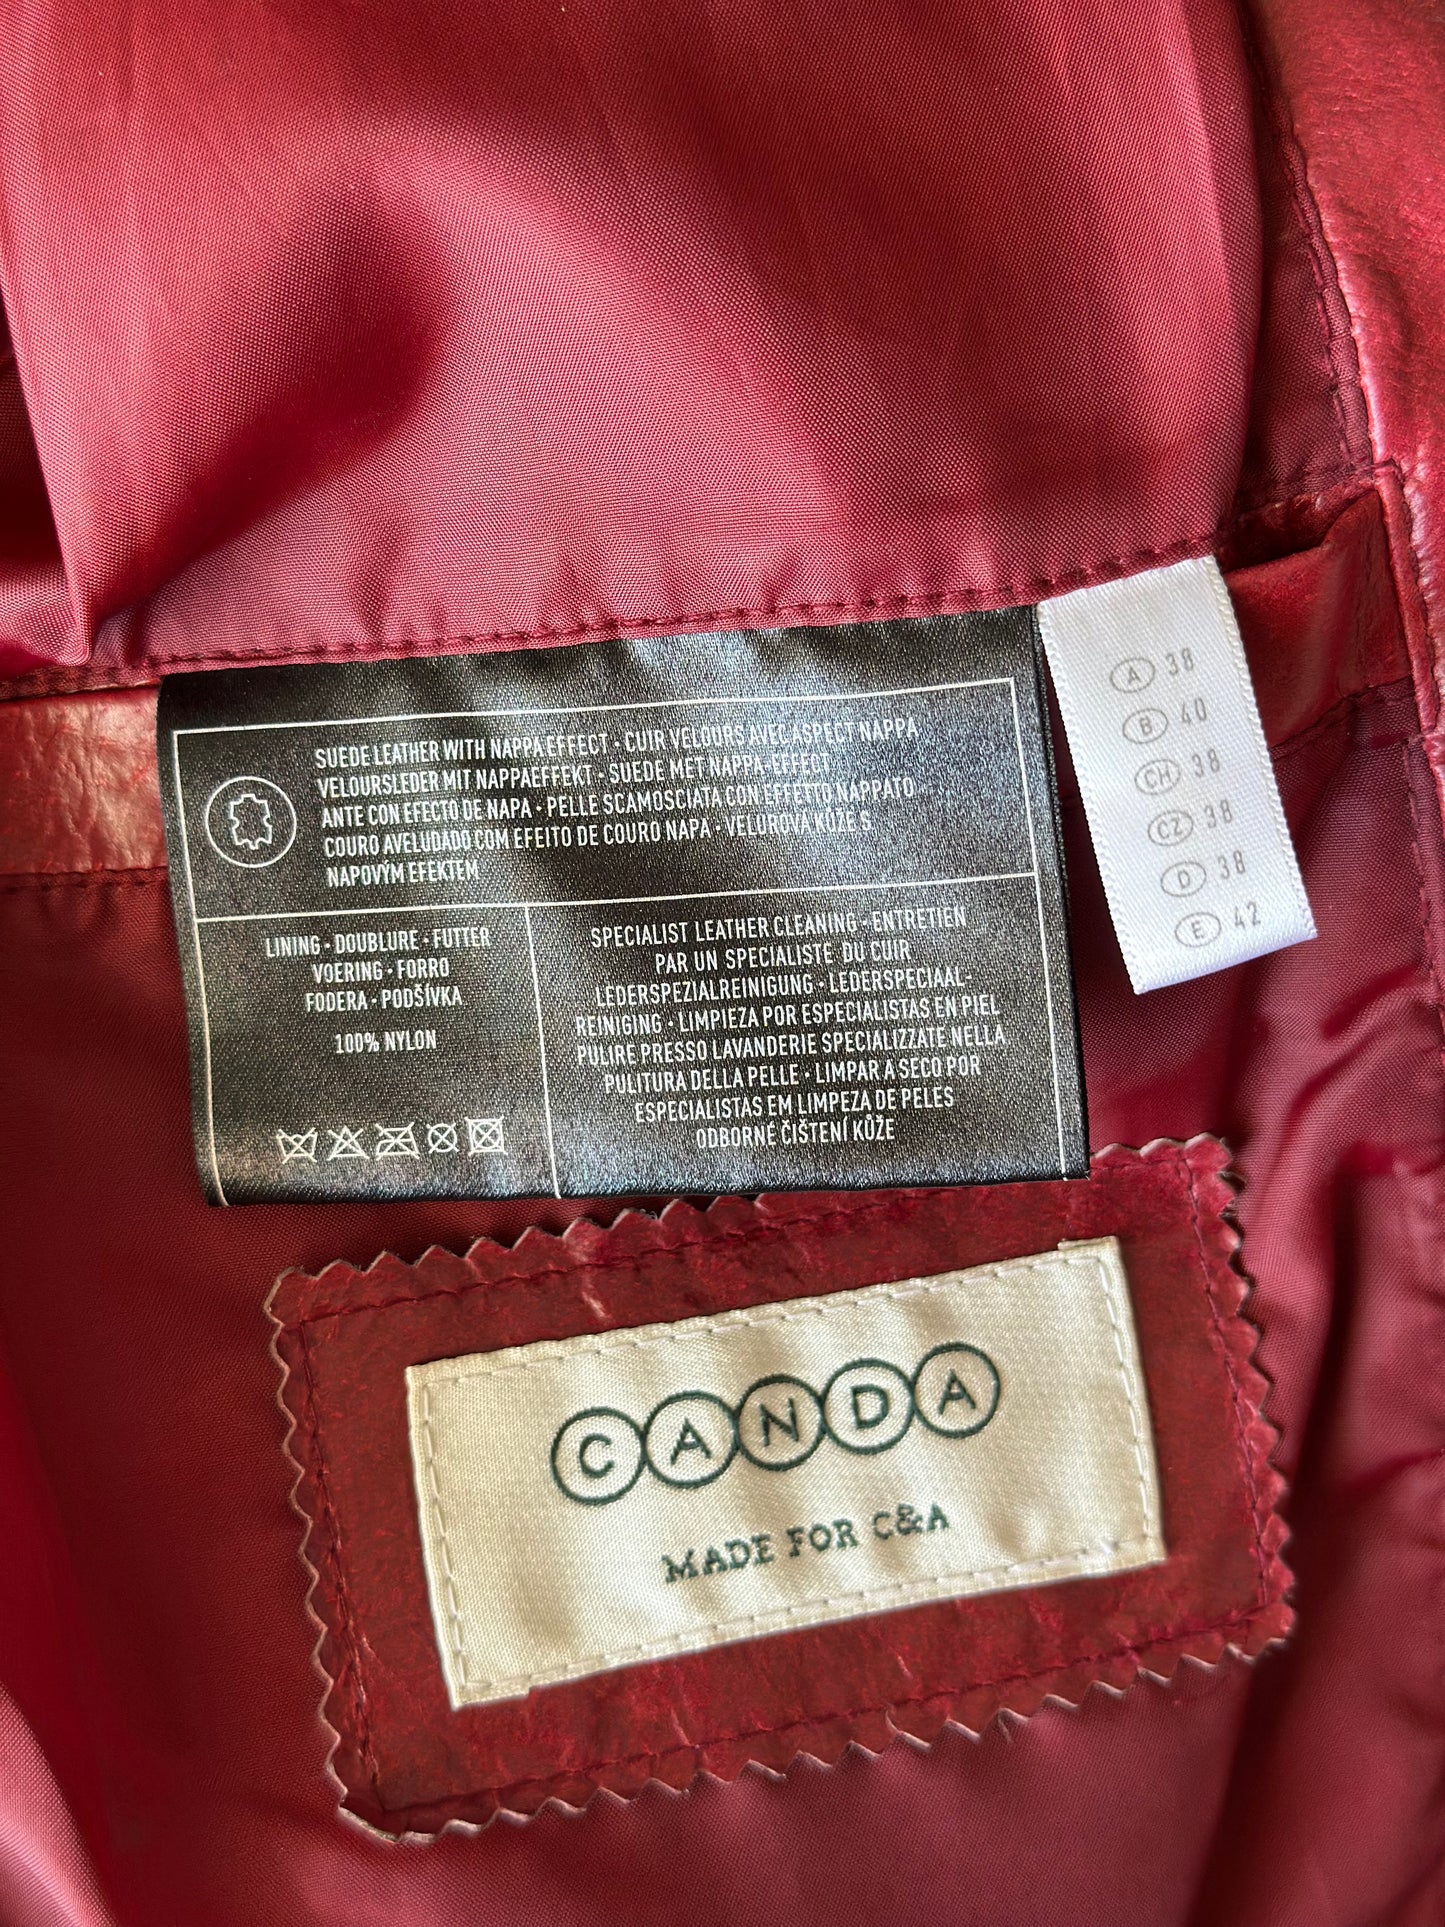 SUEDE LEATHER WITH NAPPA EFFECT · CUIR VELOURS AVEC ASPECT NAPPA
VELOURSLEDER MIT NAPPAEFFEKT · SUEDE MET NAPPA-EFFECT
ANTE CON EFECTO DE NAPA · PELLE SCAMOSCIATA CON EFFETTO NAPPATO
COURO AVELUDADO COM EFEITO DE COURO NAPA · VELUROVÁ KŮŽE S
NAPOVÝM EFEKTEM
LINING · DOUBLURE · FUTTER
VOERING · FORRO
FODERA · PODŠÍVKA
100% NYLON
SPECIALIST LEATHER CLEANING · ENTRETIEN
PAR UN SPECIALISTE DU CUIR
LEDERSPEZIALREINIGUNG · LEDERSPECIAAL-
REINIGING · LIMPIEZA POR ESPECIALISTAS EN PIEL
PULIRE PRESSO LAVANDERIE SPECIALIZZATE NELLA
PULITURA DELLA PELLE · LIMPAR A SECO POR
ESPECIALISTAS EM LIMPEZA DE PELES
ODBORNÉ ČIŠTENÍ KŮŽE
A 38
B 40
CH 38
CZ 38
D 38
E 42
CANDA
MADE FOR C&A